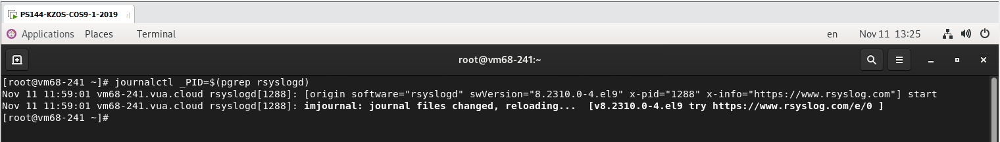 PS144-KZOS-COS9-1-2019
Applications Places Terminal en Nov 11 13:25
root@vm68-241:~
[root@vm68-241 ~]# journalctl _PID=$(pgrep rsyslogd)
Nov 11 11:59:01 vm68-241.vua.cloud rsyslogd[1288]: [origin software="rsyslogd" swVersion="8.2310.0-4.el9" x-pid="1288" x-info="https://www.rsyslog.com"] start
Nov 11 11:59:01 vm68-241.vua.cloud rsyslogd[1288]: imjournal: journal files changed, reloading...  [v8.2310.0-4.el9 try https://www.rsyslog.com/e/0 ]
[root@vm68-241 ~]#